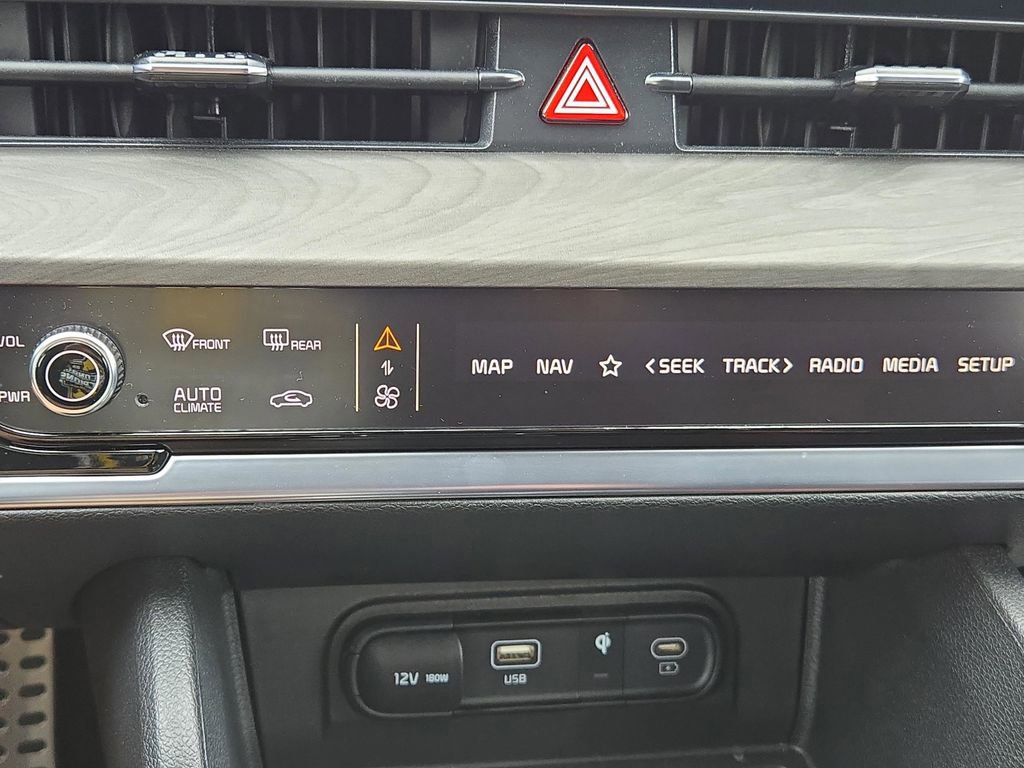 VOL
PWR
FRONT
REAR
AUTO
CLIMATE
MAP NAV <SEEK TRACK> RADIO MEDIA SETUP
12V 180W
USB